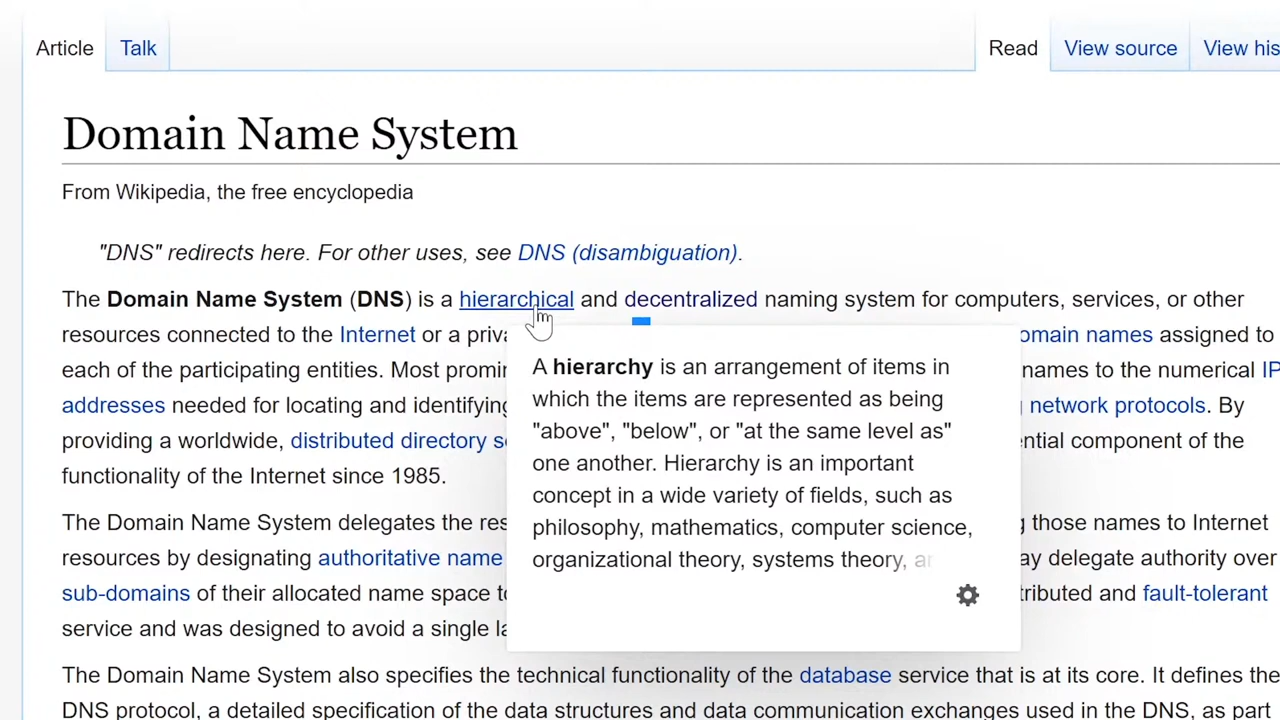 Article Talk Read View source View his
Domain Name System
From Wikipedia, the free encyclopedia
"DNS" redirects here. For other uses, see DNS (disambiguation).
The Domain Name System (DNS) is a hierarchical and decentralized naming system for computers, services, or other
resources connected to the Internet or a omain names assigned to
each of the participating entities. Most names to the numerical IP
addresses needed for locating and identifying network protocols. By
providing a worldwide, distributed directory component of the
functionality of the Internet since 1985.
The Domain Name System delegates the those names to Internet
resources by designating authoritative name delegate authority over
sub-domains of their allocated name space and fault-tolerant
service and was designed to avoid a single
The Domain Name System also specifies the technical functionality of the database service that is at its core. It defines the
DNS protocol, a detailed specification of the data structures and data communication exchanges used in the DNS, as part
A hierarchy is an arrangement of items in
which the items are represented as being
"above", "below", or "at the same level as"
one another. Hierarchy is an important
concept in a wide variety of fields, such as
philosophy, mathematics, computer science,
organizational theory, systems theory,